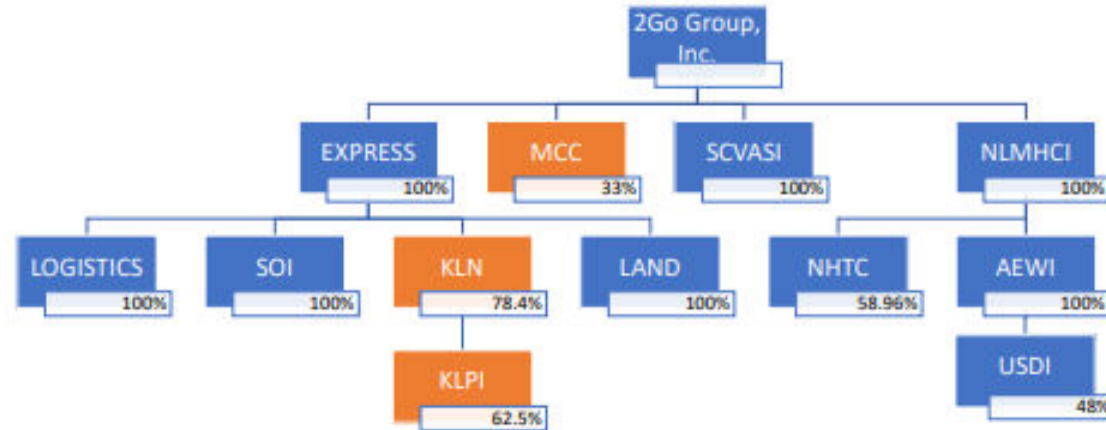 2Go Group,
Inc.
EXPRESS
100%
MCC
33%
SCVASI
100%
NLMHCI
100%
LOGISTICS
100%
SOI
100%
KLN
78.4%
LAND
100%
NHTC
58.96%
AEWI
100%
KLPI
62.5%
USDI
48%